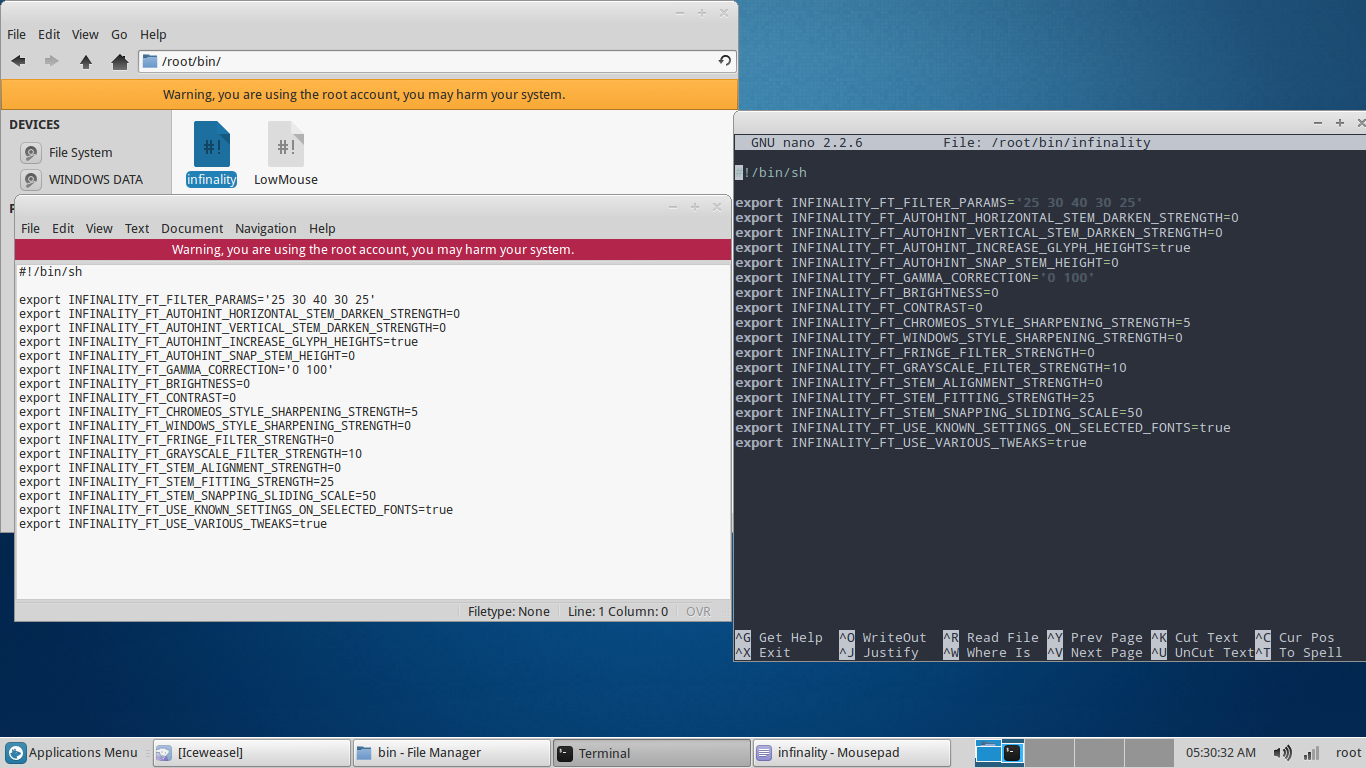 File Edit View Go Help
/root/bin/
Warning, you are using the root account, you may harm your system.
DEVICES
File System
WINDOWS DATA
#! #!
infinality LowMouse
File Edit View Text Document Navigation Help
Warning, you are using the root account, you may harm your system.
#!/bin/sh
export INFINALITY_FT_FILTER_PARAMS='25 30 40 30 25'
export INFINALITY_FT_AUTOHINT_HORIZONTAL_STEM_DARKEN_STRENGTH=0
export INFINALITY_FT_AUTOHINT_VERTICAL_STEM_DARKEN_STRENGTH=0
export INFINALITY_FT_AUTOHINT_INCREASE_GLYPH_HEIGHTS=true
export INFINALITY_FT_AUTOHINT_SNAP_STEM_HEIGHT=0
export INFINALITY_FT_GAMMA_CORRECTION='0 100'
export INFINALITY_FT_BRIGHTNESS=0
export INFINALITY_FT_CONTRAST=0
export INFINALITY_FT_CHROMEOS_STYLE_SHARPENING_STRENGTH=5
export INFINALITY_FT_WINDOWS_STYLE_SHARPENING_STRENGTH=0
export INFINALITY_FT_FRINGE_FILTER_STRENGTH=0
export INFINALITY_FT_GRAYSCALE_FILTER_STRENGTH=10
export INFINALITY_FT_STEM_ALIGNMENT_STRENGTH=0
export INFINALITY_FT_STEM_FITTING_STRENGTH=25
export INFINALITY_FT_STEM_SNAPPING_SLIDING_SCALE=50
export INFINALITY_FT_USE_KNOWN_SETTINGS_ON_SELECTED_FONTS=true
export INFINALITY_FT_USE_VARIOUS_TWEAKS=true
Filetype: None Line: 1 Column: 0 OVR
GNU nano 2.2.6 File: /root/bin/infinality
#!/bin/sh
export INFINALITY_FT_FILTER_PARAMS='25 30 40 30 25'
export INFINALITY_FT_AUTOHINT_HORIZONTAL_STEM_DARKEN_STRENGTH=0
export INFINALITY_FT_AUTOHINT_VERTICAL_STEM_DARKEN_STRENGTH=0
export INFINALITY_FT_AUTOHINT_INCREASE_GLYPH_HEIGHTS=true
export INFINALITY_FT_AUTOHINT_SNAP_STEM_HEIGHT=0
export INFINALITY_FT_GAMMA_CORRECTION='0 100'
export INFINALITY_FT_BRIGHTNESS=0
export INFINALITY_FT_CONTRAST=0
export INFINALITY_FT_CHROMEOS_STYLE_SHARPENING_STRENGTH=5
export INFINALITY_FT_WINDOWS_STYLE_SHARPENING_STRENGTH=0
export INFINALITY_FT_FRINGE_FILTER_STRENGTH=0
export INFINALITY_FT_GRAYSCALE_FILTER_STRENGTH=10
export INFINALITY_FT_STEM_ALIGNMENT_STRENGTH=0
export INFINALITY_FT_STEM_FITTING_STRENGTH=25
export INFINALITY_FT_STEM_SNAPPING_SLIDING_SCALE=50
export INFINALITY_FT_USE_KNOWN_SETTINGS_ON_SELECTED_FONTS=true
export INFINALITY_FT_USE_VARIOUS_TWEAKS=true
^G Get Help ^O WriteOut ^R Read File ^Y Prev Page ^K Cut Text ^C Cur Pos
^X Exit ^J Justify ^W Where Is ^V Next Page ^U UnCut Text ^T To Spell
Applications Menu [Iceweasel] bin - File Manager Terminal infinality - Mousepad 05:30:32 AM root